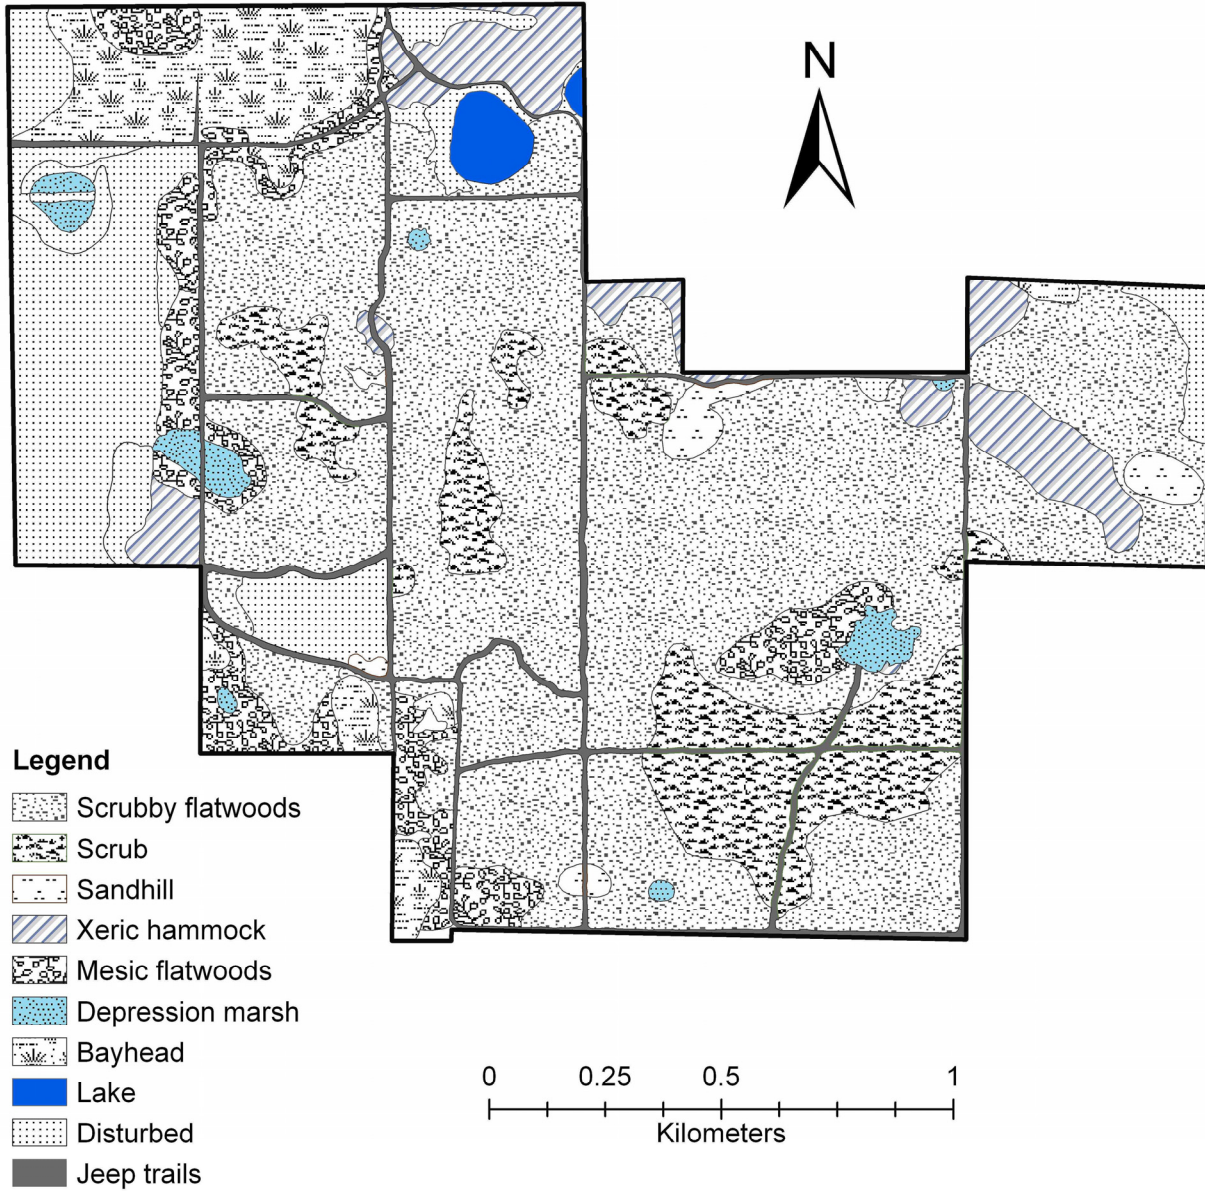 N
Legend
Scrubby flatwoods
Scrub
Sandhill
Xeric hammock
Mesic flatwoods
Depression marsh
Bayhead
Lake
Disturbed
Jeep trails
0 0.25 0.5 1
Kilometers